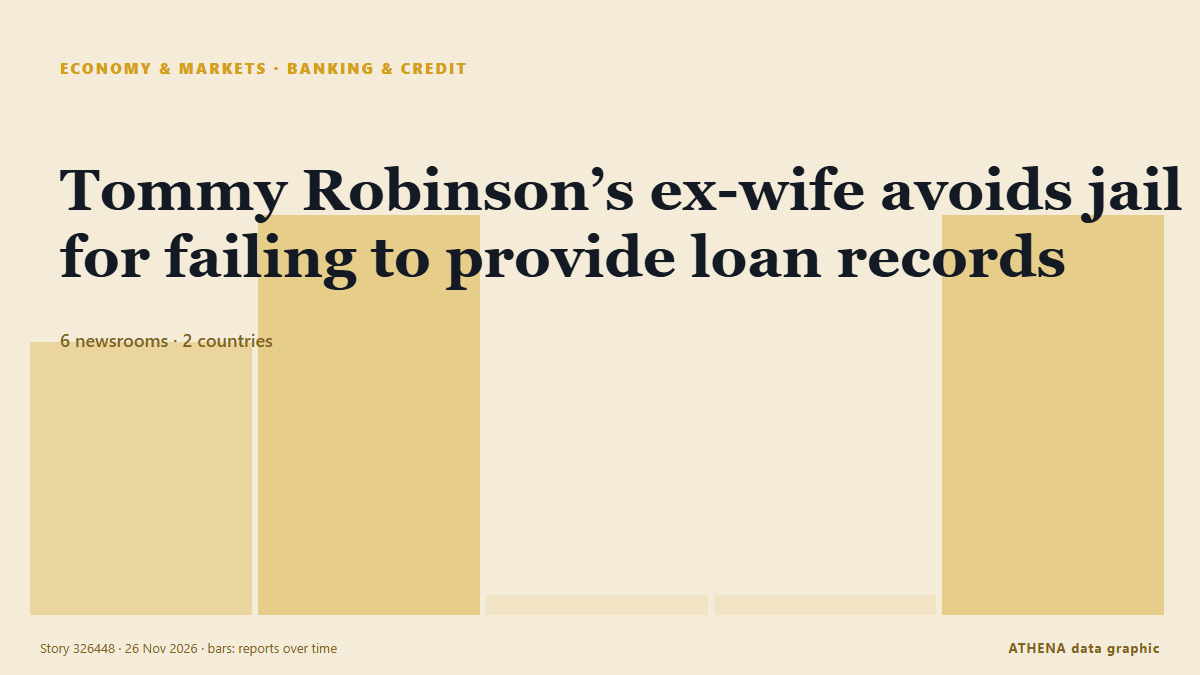 ECONOMY & MARKETS · BANKING & CREDIT
Tommy Robinson’s ex-wife avoids jail
for failing to provide loan records
6 newsrooms · 2 countries
Story 326448 · 26 Nov 2026 · bars: reports over time
ATHENA data graphic